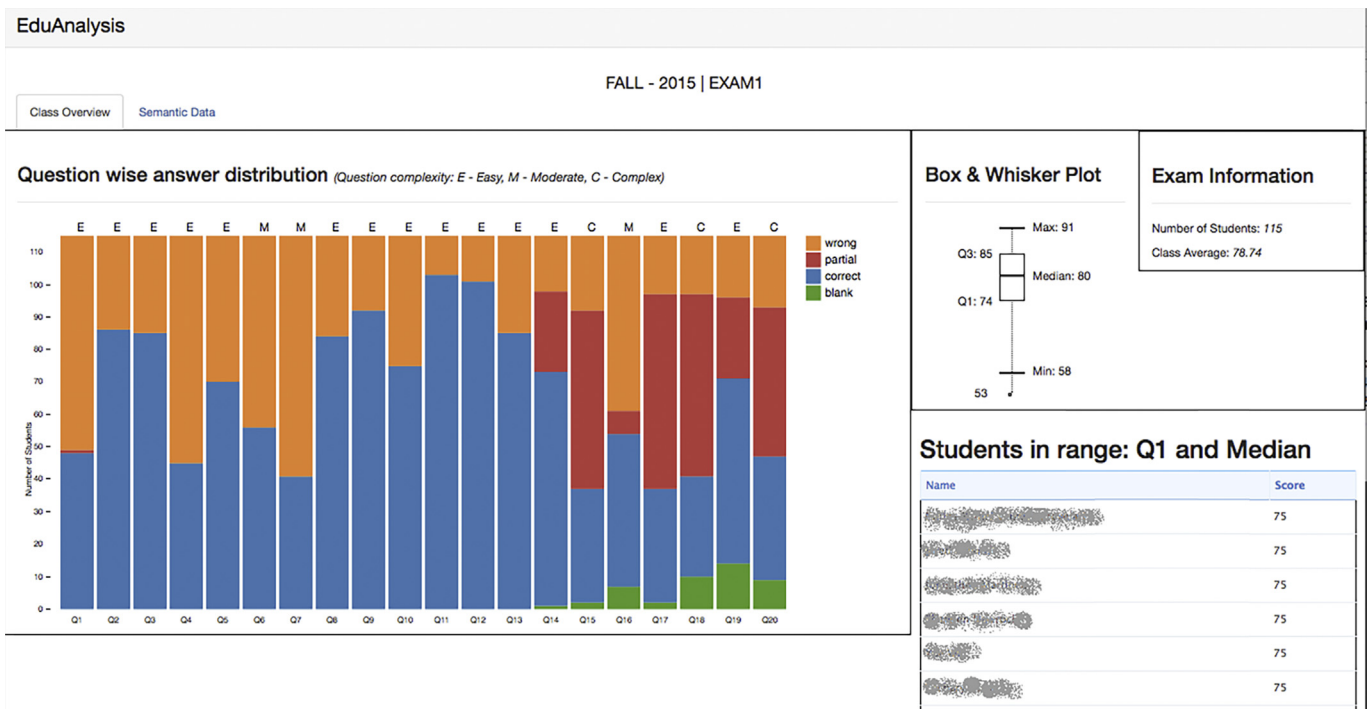 EduAnalysis
FALL - 2015 | EXAM1
Class Overview
Semantic Data
Question wise answer distribution (Question complexity: E - Easy, M - Moderate, C - Complex)
E E E E E M M E E E E E E E C M E C E C
wrong
partial
correct
blank
Number of Students
110
100
90
80
70
60
50
40
30
20
10
0
Q1 Q2 Q3 Q4 Q5 Q6 Q7 Q8 Q9 Q10 Q11 Q12 Q13 Q14 Q15 Q16 Q17 Q18 Q19 Q20
Box & Whisker Plot
Max: 91
Q3: 85
Median: 80
Q1: 74
Min: 58
53
Exam Information
Number of Students: 115
Class Average: 78.74
Students in range: Q1 and Median
Name Score
75
75
75
75
75
75